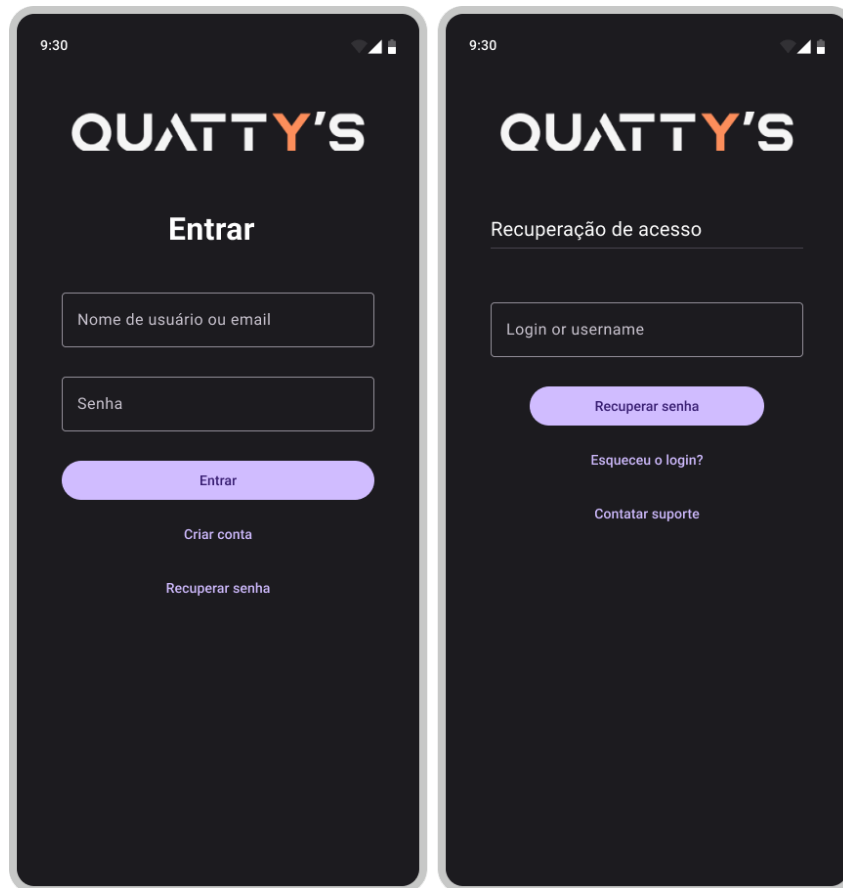 9:30
QUATTY'S
Entrar
Nome de usuário ou email
Senha
Entrar
Criar conta
Recuperar senha
9:30
QUATTY'S
Recuperação de acesso
Login or username
Recuperar senha
Esqueceu o login?
Contatar suporte